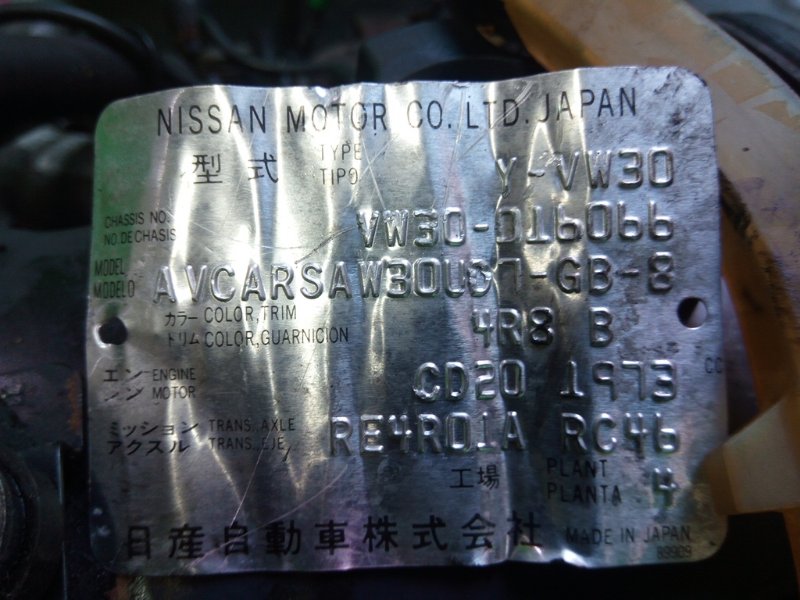 NISSAN MOTOR CO. LTD. JAPAN
型式 TYPE TIPO Y-VW30
CHASSIS NO. NO. DE CHASIS VW30-016066
MODEL MODELO AVCARSAW30UC7-GB-8
カラー COLOR, TRIM
トリム COLOR, GUARNICION 4R8 B
エンジン ENGINE MOTOR CD20 1973 CC
ミッション TRANS., AXLE
アクスル TRANS., EJE RE4R01A RC46
工場 PLANT PLANTA 4
日産自動車株式会社 MADE IN JAPAN
89909